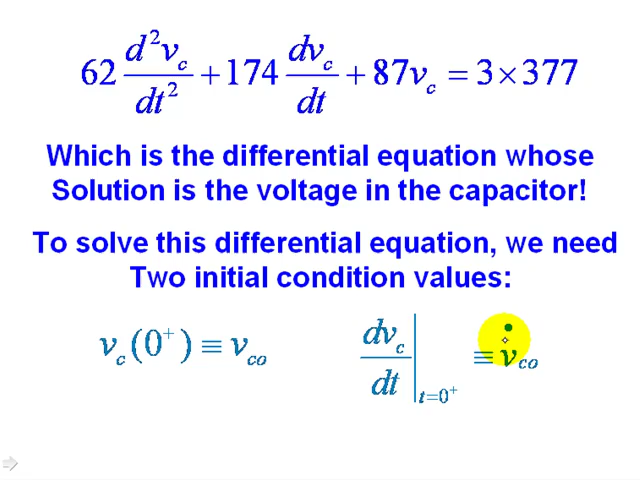 62 d²v_c/dt² + 174 dv_c/dt + 87v_c = 3 × 377
Which is the differential equation whose
Solution is the voltage in the capacitor!
To solve this differential equation, we need
Two initial condition values:
v_c(0⁺) ≡ v_co    dv_c/dt|_t=0⁺ ≡ v̇_co